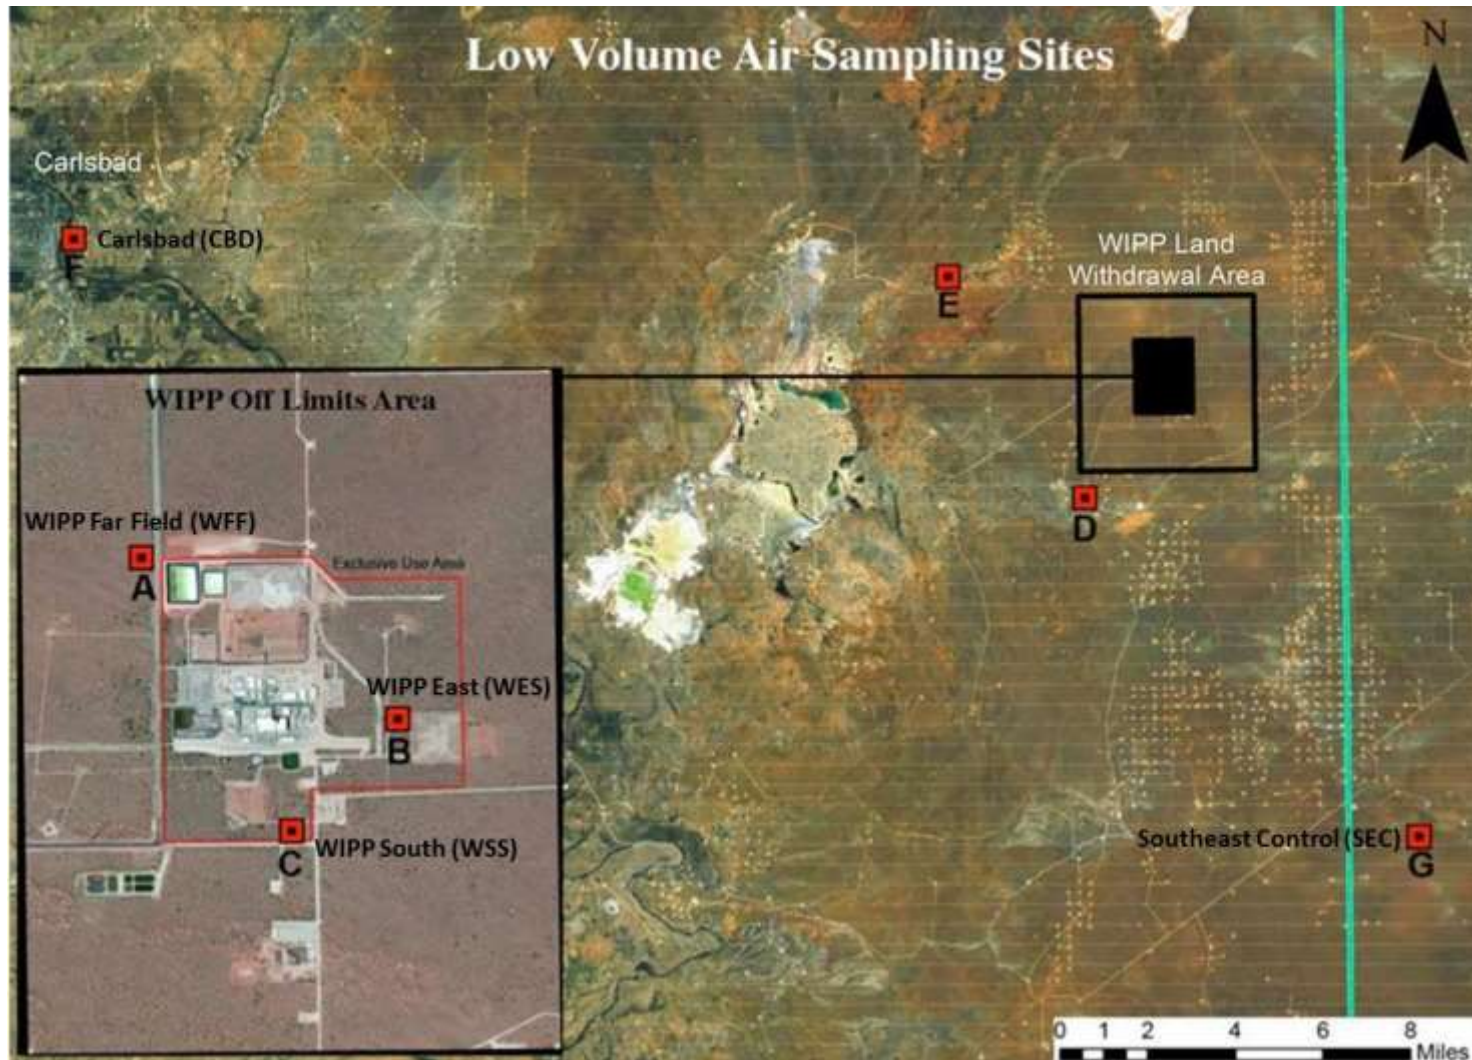 Low Volume Air Sampling Sites
N
Carlsbad
Carlsbad (CBD)
F
WIPP Land
Withdrawal Area
E
WIPP Off Limits Area
D
WIPP Far Field (WFF)
A
Exclusive Use Area
WIPP East (WES)
B
WIPP South (WSS)
C
Southeast Control (SEC)
G
0 1 2 4 6 8
Miles